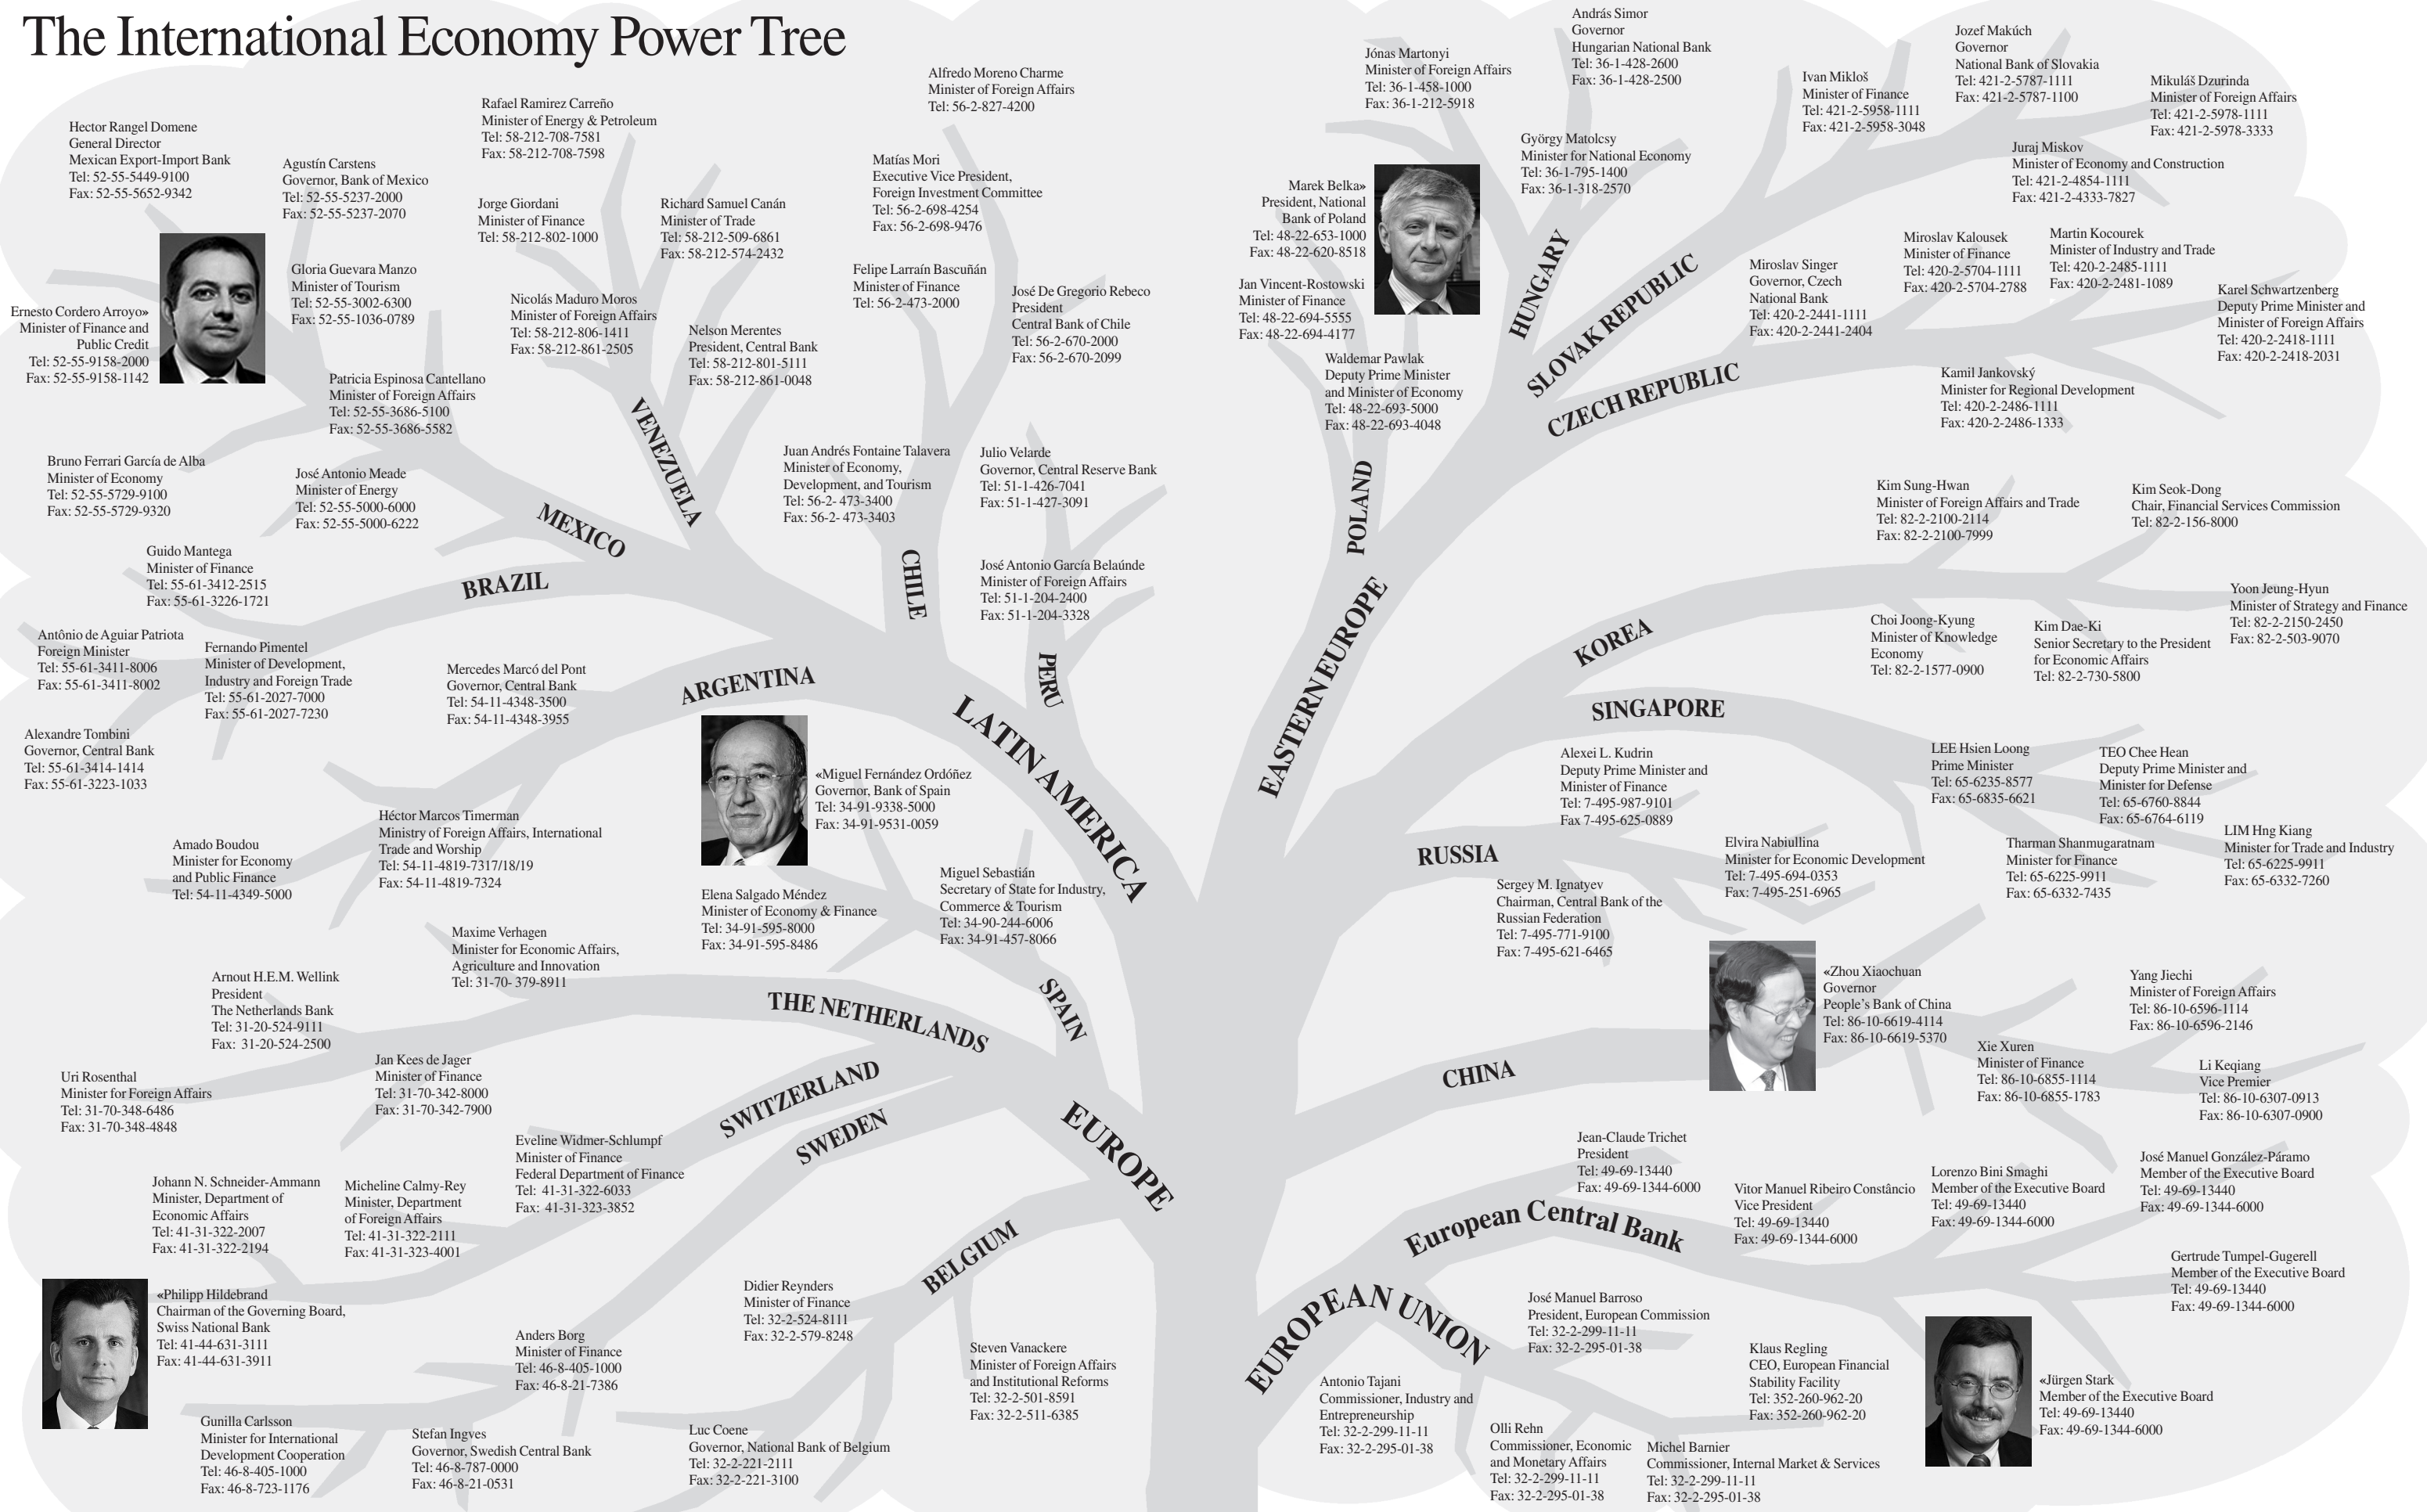 The International Economy Power Tree
Hector Rangel Domene
General Director
Mexican Export-Import Bank
Tel: 52-55-5449-9100
Fax: 52-55-5652-9342
Agustín Carstens
Governor, Bank of Mexico
Tel: 52-55-5237-2000
Fax: 52-55-5237-2070
Ernesto Cordero Arroyo»
Minister of Finance and
Public Credit
Tel: 52-55-9158-2000
Fax: 52-55-9158-1142
Gloria Guevara Manzo
Minister of Tourism
Tel: 52-55-3002-6300
Fax: 52-55-1036-0789
Patricia Espinosa Cantellano
Minister of Foreign Affairs
Tel: 52-55-3686-5100
Fax: 52-55-3686-5582
Bruno Ferrari García de Alba
Minister of Economy
Tel: 52-55-5729-9100
Fax: 52-55-5729-9320
José Antonio Meade
Minister of Energy
Tel: 52-55-5000-6000
Fax: 52-55-5000-6222
MEXICO
Rafael Ramirez Carreño
Minister of Energy & Petroleum
Tel: 58-212-708-7581
Fax: 58-212-708-7598
Jorge Giordani
Minister of Finance
Tel: 58-212-802-1000
Richard Samuel Canán
Minister of Trade
Tel: 58-212-509-6861
Fax: 58-212-574-2432
Nicolás Maduro Moros
Minister of Foreign Affairs
Tel: 58-212-806-1411
Fax: 58-212-861-2505
Nelson Merentes
President, Central Bank
Tel: 58-212-801-5111
Fax: 58-212-861-0048
VENEZUELA
Alfredo Moreno Charme
Minister of Foreign Affairs
Tel: 56-2-827-4200
Matías Mori
Executive Vice President,
Foreign Investment Committee
Tel: 56-2-698-4254
Fax: 56-2-698-9476
Felipe Larraín Bascuñán
Minister of Finance
Tel: 56-2-473-2000
José De Gregorio Rebeco
President
Central Bank of Chile
Tel: 56-2-670-2000
Fax: 56-2-670-2099
Juan Andrés Fontaine Talavera
Minister of Economy,
Development, and Tourism
Tel: 56-2- 473-3400
Fax: 56-2- 473-3403
CHILE
Julio Velarde
Governor, Central Reserve Bank
Tel: 51-1-426-7041
Fax: 51-1-427-3091
José Antonio García Belaúnde
Minister of Foreign Affairs
Tel: 51-1-204-2400
Fax: 51-1-204-3328
PERU
Guido Mantega
Minister of Finance
Tel: 55-61-3412-2515
Fax: 55-61-3226-1721
Antônio de Aguiar Patriota
Foreign Minister
Tel: 55-61-3411-8006
Fax: 55-61-3411-8002
Fernando Pimentel
Minister of Development,
Industry and Foreign Trade
Tel: 55-61-2027-7000
Fax: 55-61-2027-7230
Alexandre Tombini
Governor, Central Bank
Tel: 55-61-3414-1414
Fax: 55-61-3223-1033
BRAZIL
Mercedes Marcó del Pont
Governor, Central Bank
Tel: 54-11-4348-3500
Fax: 54-11-4348-3955
Héctor Marcos Timerman
Ministry of Foreign Affairs, International
Trade and Worship
Tel: 54-11-4819-7317/18/19
Fax: 54-11-4819-7324
Amado Boudou
Minister for Economy
and Public Finance
Tel: 54-11-4349-5000
ARGENTINA
LATIN AMERICA
«Miguel Fernández Ordóñez
Governor, Bank of Spain
Tel: 34-91-9338-5000
Fax: 34-91-9531-0059
Elena Salgado Méndez
Minister of Economy & Finance
Tel: 34-91-595-8000
Fax: 34-91-595-8486
Miguel Sebastián
Secretary of State for Industry,
Commerce & Tourism
Tel: 34-90-244-6006
Fax: 34-91-457-8066
SPAIN
Maxime Verhagen
Minister for Economic Affairs,
Agriculture and Innovation
Tel: 31-70- 379-8911
Arnout H.E.M. Wellink
President
The Netherlands Bank
Tel: 31-20-524-9111
Fax: 31-20-524-2500
Jan Kees de Jager
Minister of Finance
Tel: 31-70-342-8000
Fax: 31-70-342-7900
Uri Rosenthal
Minister for Foreign Affairs
Tel: 31-70-348-6486
Fax: 31-70-348-4848
THE NETHERLANDS
Eveline Widmer-Schlumpf
Minister of Finance
Federal Department of Finance
Tel: 41-31-322-6033
Fax: 41-31-323-3852
Johann N. Schneider-Ammann
Minister, Department of
Economic Affairs
Tel: 41-31-322-2007
Fax: 41-31-322-2194
Micheline Calmy-Rey
Minister, Department
of Foreign Affairs
Tel: 41-31-322-2111
Fax: 41-31-323-4001
«Philipp Hildebrand
Chairman of the Governing Board,
Swiss National Bank
Tel: 41-44-631-3111
Fax: 41-44-631-3911
SWITZERLAND
SWEDEN
Anders Borg
Minister of Finance
Tel: 46-8-405-1000
Fax: 46-8-21-7386
Gunilla Carlsson
Minister for International
Development Cooperation
Tel: 46-8-405-1000
Fax: 46-8-723-1176
Stefan Ingves
Governor, Swedish Central Bank
Tel: 46-8-787-0000
Fax: 46-8-21-0531
EUROPE
BELGIUM
Didier Reynders
Minister of Finance
Tel: 32-2-524-8111
Fax: 32-2-579-8248
Steven Vanackere
Minister of Foreign Affairs
and Institutional Reforms
Tel: 32-2-501-8591
Fax: 32-2-511-6385
Luc Coene
Governor, National Bank of Belgium
Tel: 32-2-221-2111
Fax: 32-2-221-3100
Jónas Martonyi
Minister of Foreign Affairs
Tel: 36-1-458-1000
Fax: 36-1-212-5918
András Simor
Governor
Hungarian National Bank
Tel: 36-1-428-2600
Fax: 36-1-428-2500
György Matolcsy
Minister for National Economy
Tel: 36-1-795-1400
Fax: 36-1-318-2570
HUNGARY
Marek Belka»
President, National
Bank of Poland
Tel: 48-22-653-1000
Fax: 48-22-620-8518
Jan Vincent-Rostowski
Minister of Finance
Tel: 48-22-694-5555
Fax: 48-22-694-4177
Waldemar Pawlak
Deputy Prime Minister
and Minister of Economy
Tel: 48-22-693-5000
Fax: 48-22-693-4048
POLAND
Ivan Mikloš
Minister of Finance
Tel: 421-2-5958-1111
Fax: 421-2-5958-3048
Jozef Makúch
Governor
National Bank of Slovakia
Tel: 421-2-5787-1111
Fax: 421-2-5787-1100
Mikuláš Dzurinda
Minister of Foreign Affairs
Tel: 421-2-5978-1111
Fax: 421-2-5978-3333
Juraj Miskov
Minister of Economy and Construction
Tel: 421-2-4854-1111
Fax: 421-2-4333-7827
SLOVAK REPUBLIC
Miroslav Singer
Governor, Czech
National Bank
Tel: 420-2-2441-1111
Fax: 420-2-2441-2404
Miroslav Kalousek
Minister of Finance
Tel: 420-2-5704-1111
Fax: 420-2-5704-2788
Martin Kocourek
Minister of Industry and Trade
Tel: 420-2-2485-1111
Fax: 420-2-2481-1089
Karel Schwartzenberg
Deputy Prime Minister and
Minister of Foreign Affairs
Tel: 420-2-2418-1111
Fax: 420-2-2418-2031
Kamil Jankovský
Minister for Regional Development
Tel: 420-2-2486-1111
Fax: 420-2-2486-1333
CZECH REPUBLIC
EASTERN EUROPE
Kim Sung-Hwan
Minister of Foreign Affairs and Trade
Tel: 82-2-2100-2114
Fax: 82-2-2100-7999
Kim Seok-Dong
Chair, Financial Services Commission
Tel: 82-2-156-8000
Yoon Jeung-Hyun
Minister of Strategy and Finance
Tel: 82-2-2150-2450
Fax: 82-2-503-9070
Choi Joong-Kyung
Minister of Knowledge
Economy
Tel: 82-2-1577-0900
Kim Dae-Ki
Senior Secretary to the President
for Economic Affairs
Tel: 82-2-730-5800
KOREA
SINGAPORE
LEE Hsien Loong
Prime Minister
Tel: 65-6235-8577
Fax: 65-6835-6621
TEO Chee Hean
Deputy Prime Minister and
Minister for Defense
Tel: 65-6760-8844
Fax: 65-6764-6119
Tharman Shanmugaratnam
Minister for Finance
Tel: 65-6225-9911
Fax: 65-6332-7435
LIM Hng Kiang
Minister for Trade and Industry
Tel: 65-6225-9911
Fax: 65-6332-7260
Alexei L. Kudrin
Deputy Prime Minister and
Minister of Finance
Tel: 7-495-987-9101
Fax 7-495-625-0889
Elvira Nabiullina
Minister for Economic Development
Tel: 7-495-694-0353
Fax: 7-495-251-6965
Sergey M. Ignatyev
Chairman, Central Bank of the
Russian Federation
Tel: 7-495-771-9100
Fax: 7-495-621-6465
RUSSIA
CHINA
«Zhou Xiaochuan
Governor
People's Bank of China
Tel: 86-10-6619-4114
Fax: 86-10-6619-5370
Yang Jiechi
Minister of Foreign Affairs
Tel: 86-10-6596-1114
Fax: 86-10-6596-2146
Xie Xuren
Minister of Finance
Tel: 86-10-6855-1114
Fax: 86-10-6855-1783
Li Keqiang
Vice Premier
Tel: 86-10-6307-0913
Fax: 86-10-6307-0900
European Central Bank
Jean-Claude Trichet
President
Tel: 49-69-13440
Fax: 49-69-1344-6000
Vitor Manuel Ribeiro Constâncio
Vice President
Tel: 49-69-13440
Fax: 49-69-1344-6000
Lorenzo Bini Smaghi
Member of the Executive Board
Tel: 49-69-13440
Fax: 49-69-1344-6000
José Manuel González-Páramo
Member of the Executive Board
Tel: 49-69-13440
Fax: 49-69-1344-6000
Gertrude Tumpel-Gugerell
Member of the Executive Board
Tel: 49-69-13440
Fax: 49-69-1344-6000
«Jürgen Stark
Member of the Executive Board
Tel: 49-69-13440
Fax: 49-69-1344-6000
EUROPEAN UNION
José Manuel Barroso
President, European Commission
Tel: 32-2-299-11-11
Fax: 32-2-295-01-38
Klaus Regling
CEO, European Financial
Stability Facility
Tel: 352-260-962-20
Fax: 352-260-962-20
Antonio Tajani
Commissioner, Industry and
Entrepreneurship
Tel: 32-2-299-11-11
Fax: 32-2-295-01-38
Olli Rehn
Commissioner, Economic
and Monetary Affairs
Tel: 32-2-299-11-11
Fax: 32-2-295-01-38
Michel Barnier
Commissioner, Internal Market & Services
Tel: 32-2-299-11-11
Fax: 32-2-295-01-38